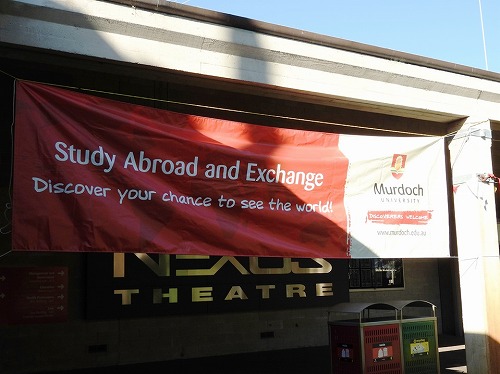 Study Abroad and Exchange
Discover your chance to see the world!
Murdoch
UNIVERSITY
DISCOVERERS WELCOME
www.murdoch.edu.au
NEXUS
THEATRE